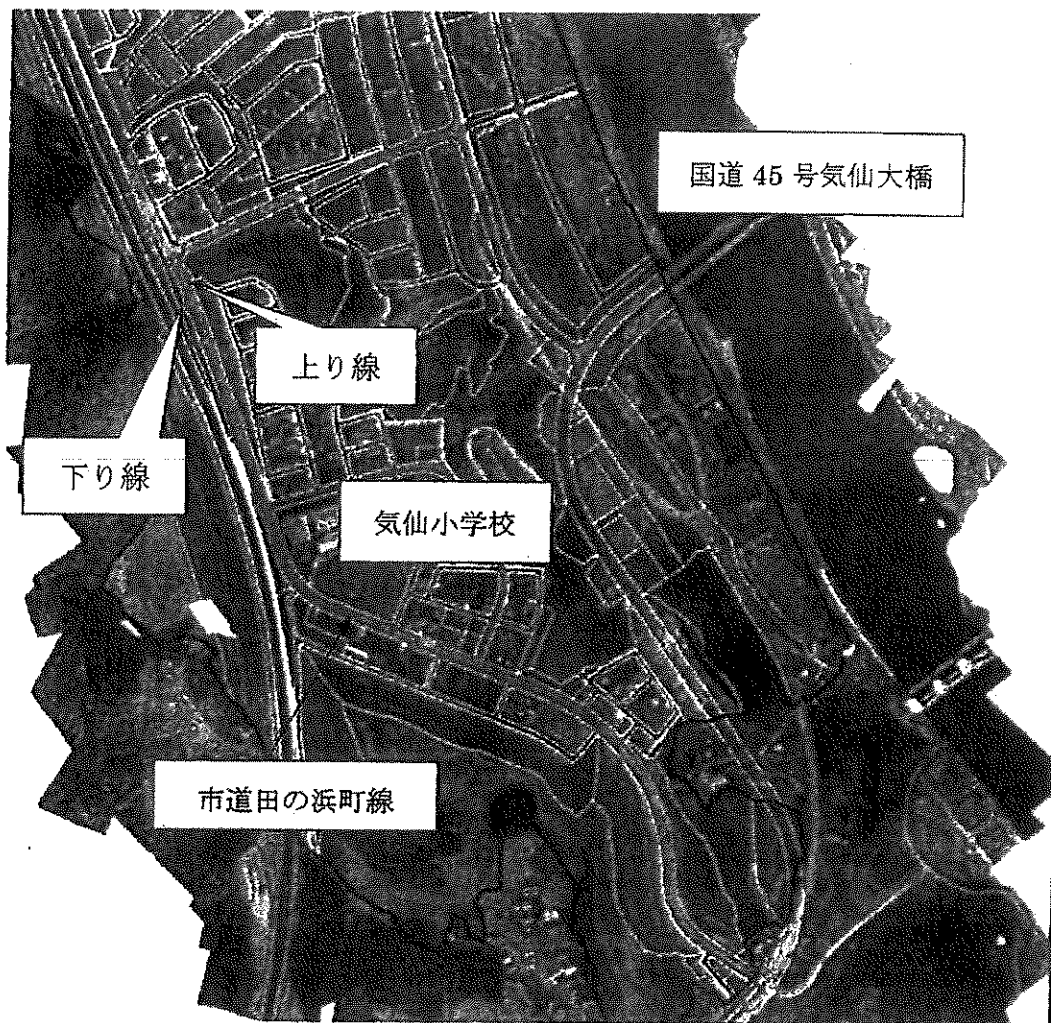 国道 45 号気仙大橋
上り線
下り線
気仙小学校
市道田の浜町線